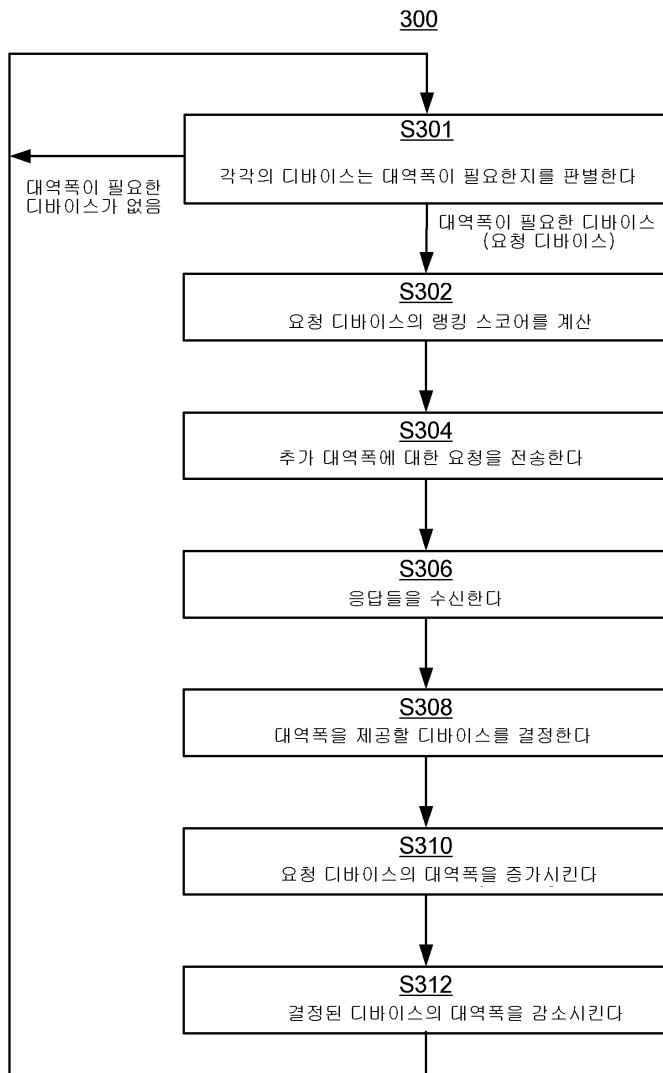 300
S301
각각의 디바이스는 대역폭이 필요한지를 판별한다
대역폭이 필요한
디바이스가 없음
대역폭이 필요한 디바이스
(요청 디바이스)
S302
요청 디바이스의 랭킹 스코어를 계산
S304
추가 대역폭에 대한 요청을 전송한다
S306
응답들을 수신한다
S308
대역폭을 제공할 디바이스를 결정한다
S310
요청 디바이스의 대역폭을 증가시킨다
S312
결정된 디바이스의 대역폭을 감소시킨다